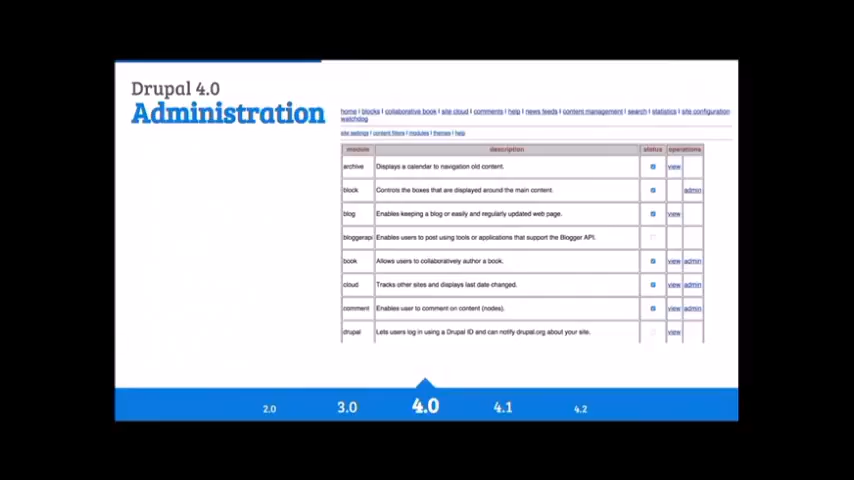 Drupal 4.0
Administration
home | blocks | collaborative book | site cloud | comments | help | news feeds | content management | search | statistics | site configuration
watchdog
site settings | content filters | modules | themes | help
module description status operations
archive Displays a calendar to navigation old content. view
block Controls the boxes that are displayed around the main content. admin
blog Enables keeping a blog or easily and regularly updated web page. view
bloggerapi Enables users to post using tools or applications that support the Blogger API.
book Allows users to collaboratively author a book. view admin
cloud Tracks other sites and displays last date changed. view admin
comment Enables user to comment on content (nodes). view admin
drupal Lets users log in using a Drupal ID and can notify drupal.org about your site. view
2.0 3.0 4.0 4.1 4.2